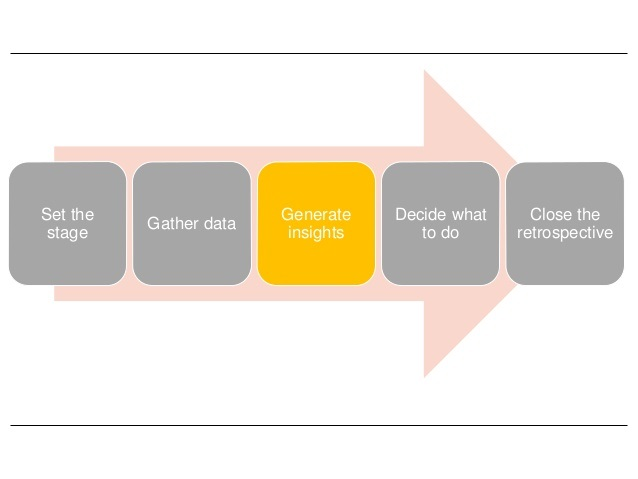 Set the
stage
Gather data
Generate
insights
Decide what
to do
Close the
retrospective